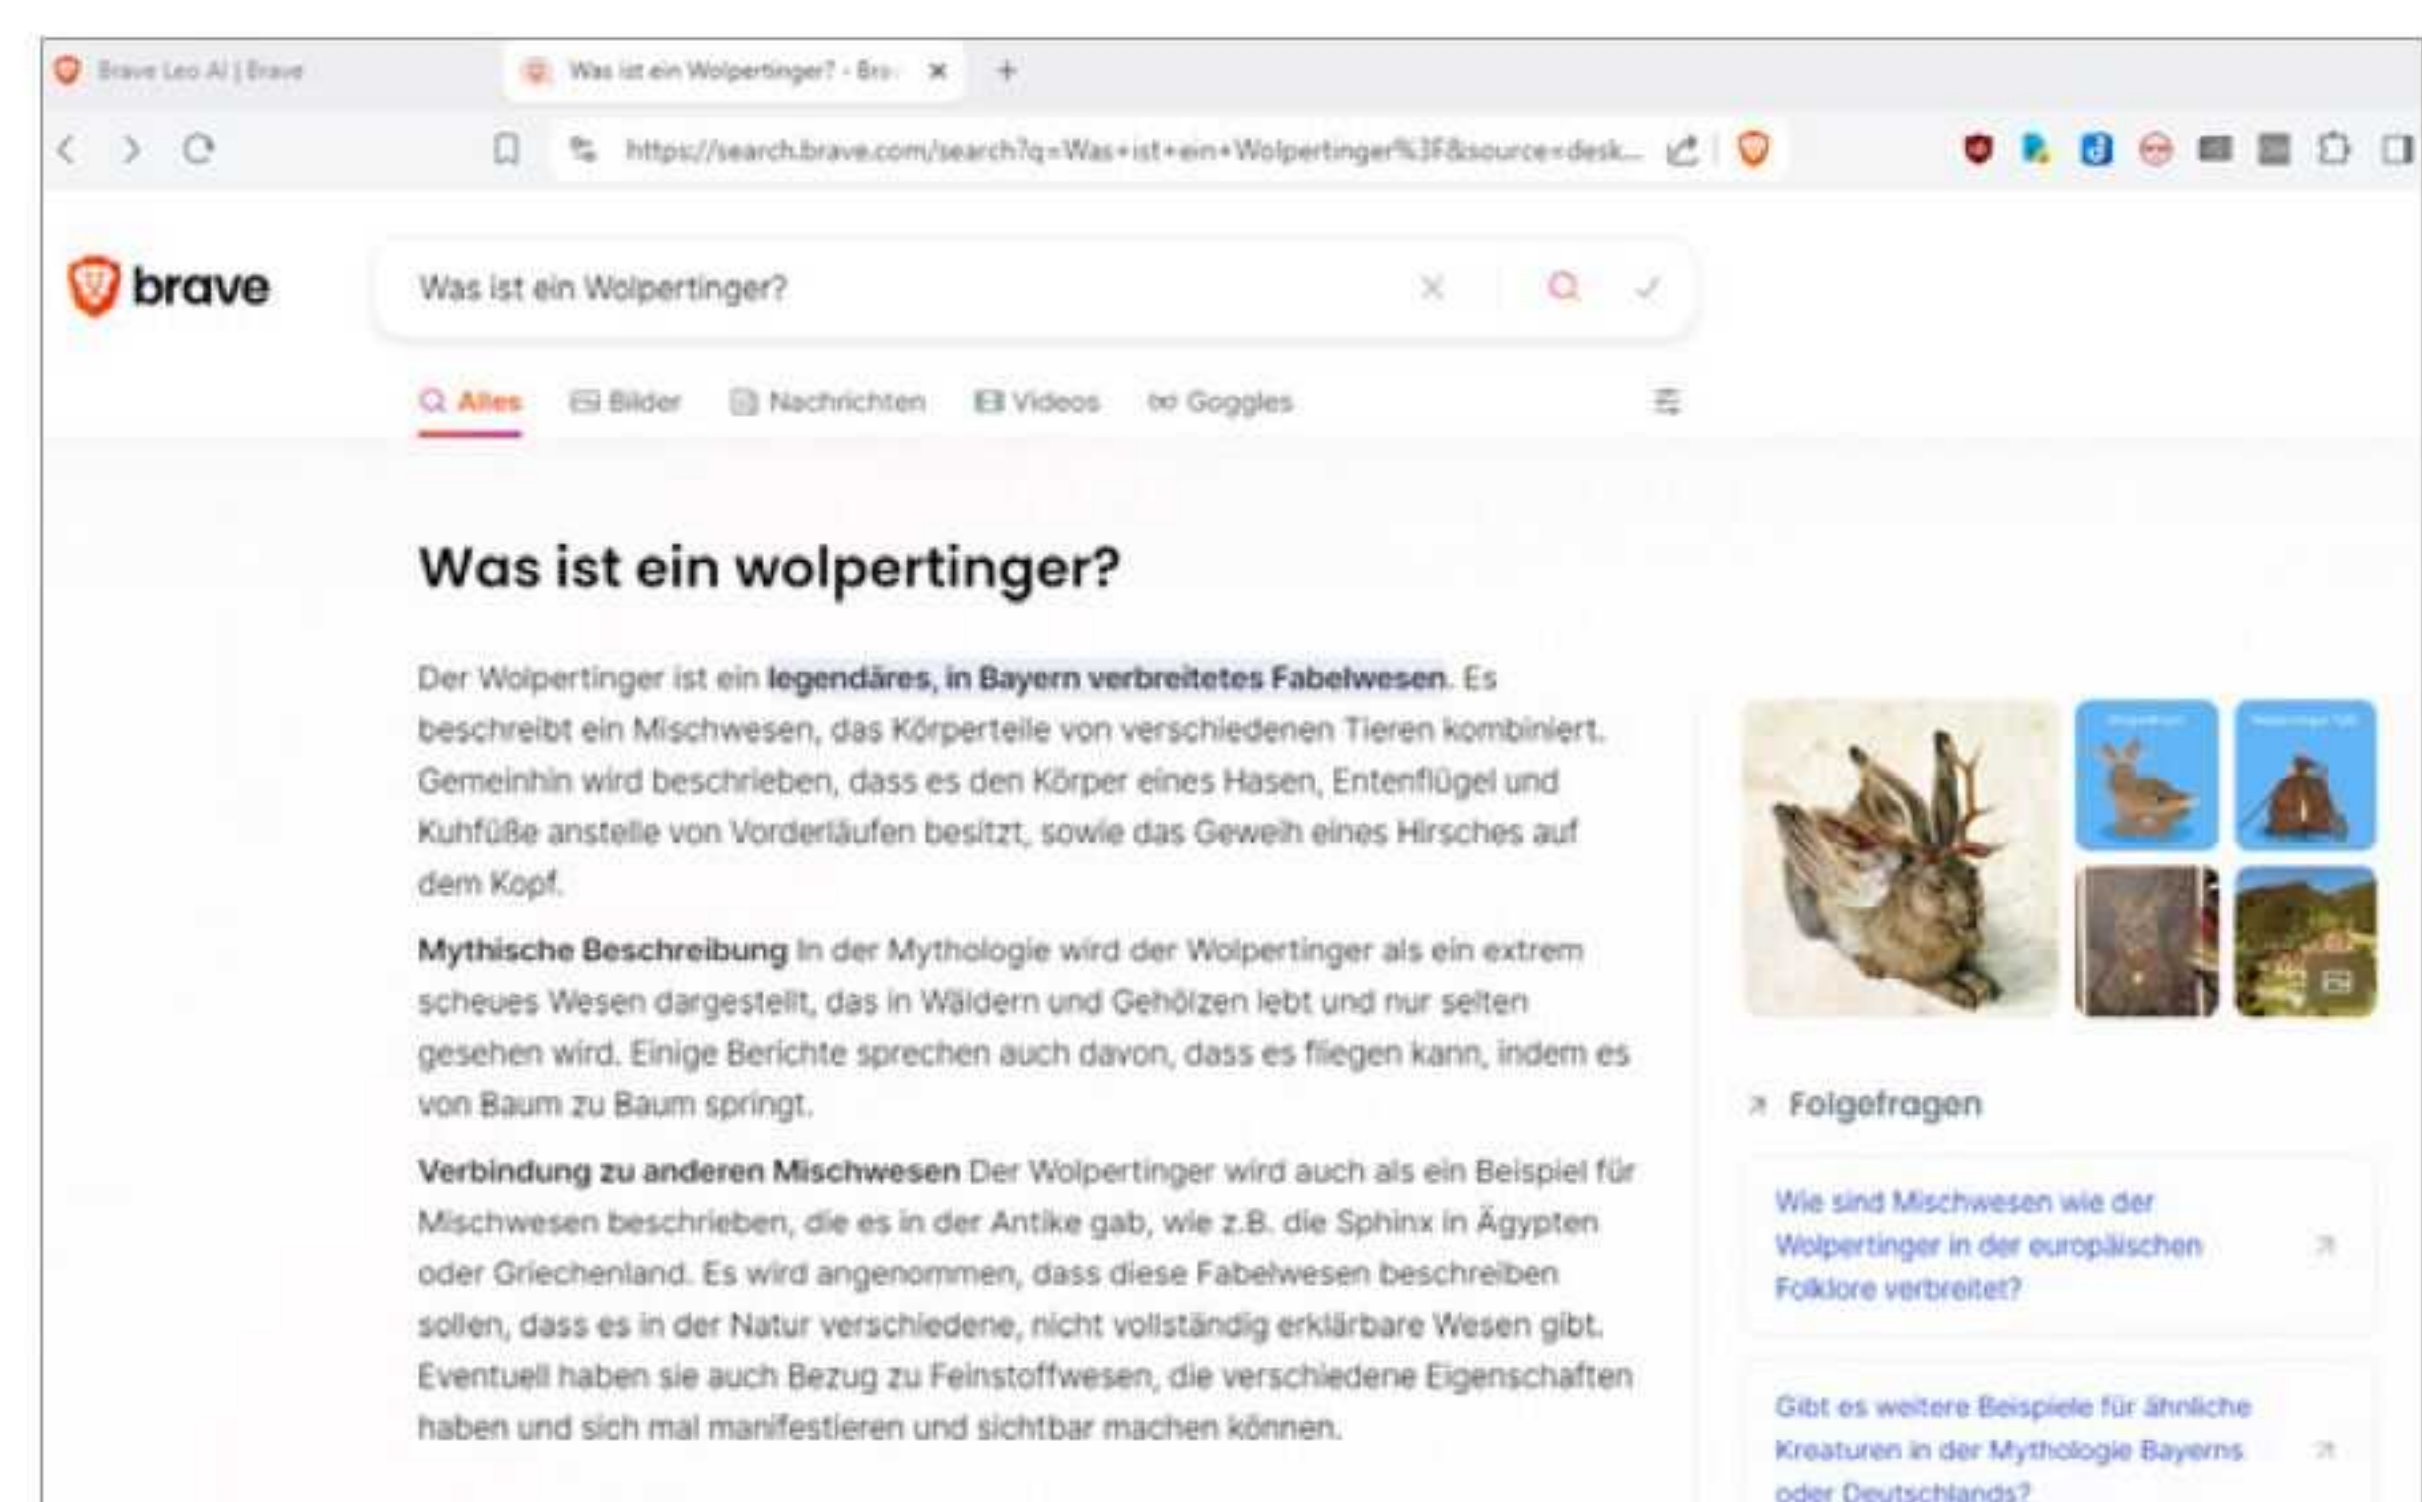 Brave Leo AI | Brave
Was ist ein Wolpertinger? - Bra
https://search.brave.com/search?q=Was+ist+ein+Wolpertinger%3F&source=desk...
brave
Was ist ein Wolpertinger?
Alles Bilder Nachrichten Videos Goggles
Was ist ein wolpertinger?
Der Wolpertinger ist ein legendäres, in Bayern verbreitetes Fabelwesen. Es
beschreibt ein Mischwesen, das Körperteile von verschiedenen Tieren kombiniert.
Gemeinhin wird beschrieben, dass es den Körper eines Hasen, Entenflügel und
Kuhfüße anstelle von Vorderläufen besitzt, sowie das Geweih eines Hirsches auf
dem Kopf.
Mythische Beschreibung In der Mythologie wird der Wolpertinger als ein extrem
scheues Wesen dargestellt, das in Wäldern und Gehölzen lebt und nur selten
gesehen wird. Einige Berichte sprechen auch davon, dass es fliegen kann, indem es
von Baum zu Baum springt.
Verbindung zu anderen Mischwesen Der Wolpertinger wird auch als ein Beispiel für
Mischwesen beschrieben, die es in der Antike gab, wie z.B. die Sphinx in Ägypten
oder Griechenland. Es wird angenommen, dass diese Fabelwesen beschreiben
sollen, dass es in der Natur verschiedene, nicht vollständig erklärbare Wesen gibt.
Eventuell haben sie auch Bezug zu Feinstoffwesen, die verschiedene Eigenschaften
haben und sich mal manifestieren und sichtbar machen können.
Folgefragen
Wie sind Mischwesen wie der
Wolpertinger in der europäischen
Folklore verbreitet?
Gibt es weitere Beispiele für ähnliche
Kreaturen in der Mythologie Bayerns
oder Deutschlands?